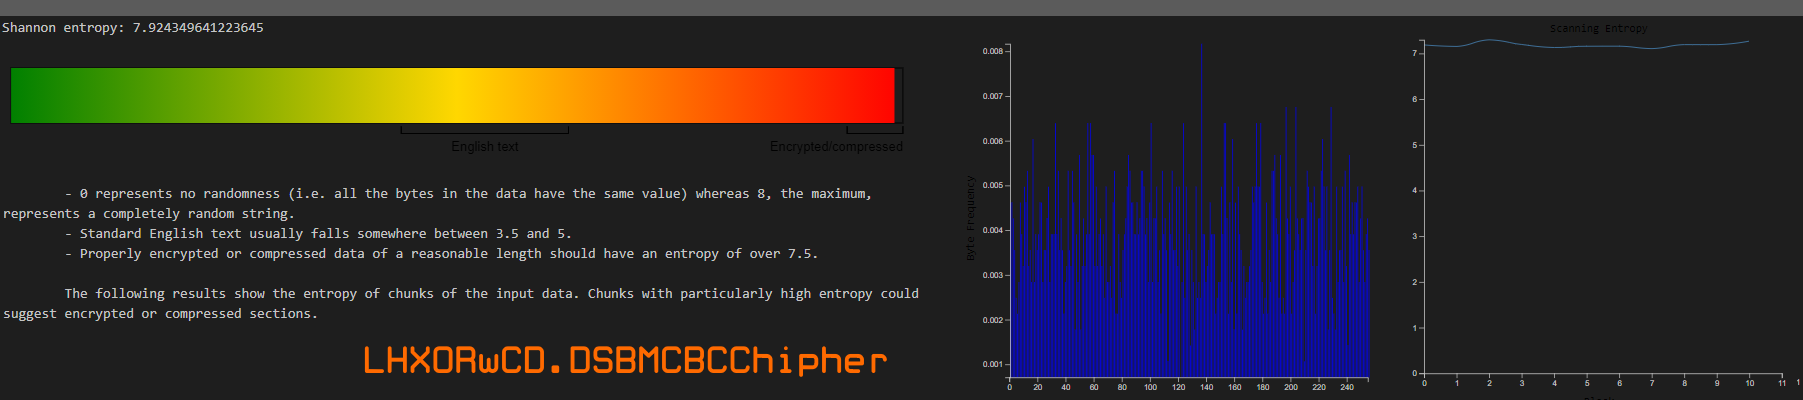 Shannon entropy: 7.924349641223645
English text
Encrypted/compressed
- 0 represents no randomness (i.e. all the bytes in the data have the same value) whereas 8, the maximum,
represents a completely random string.
- Standard English text usually falls somewhere between 3.5 and 5.
- Properly encrypted or compressed data of a reasonable length should have an entropy of over 7.5.
The following results show the entropy of chunks of the input data. Chunks with particularly high entropy could
suggest encrypted or compressed sections.
LHXORwCD.DSBMCBCChipher
Byte Frequency
0.008
0.007
0.006
0.005
0.004
0.003
0.002
0.001
0 20 40 60 80 100 120 140 160 180 200 220 240
Scanning Entropy
7
6
5
4
3
2
1
0
0 1 2 3 4 5 6 7 8 9 10 11 1